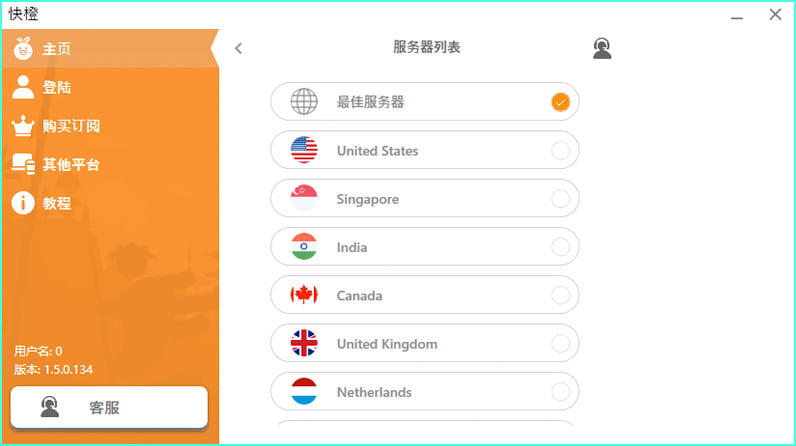 快橙
主页
登陆
购买订阅
其他平台
教程
用户名: 0
版本: 1.5.0.134
客服
服务器列表
最佳服务器
United States
Singapore
India
Canada
United Kingdom
Netherlands